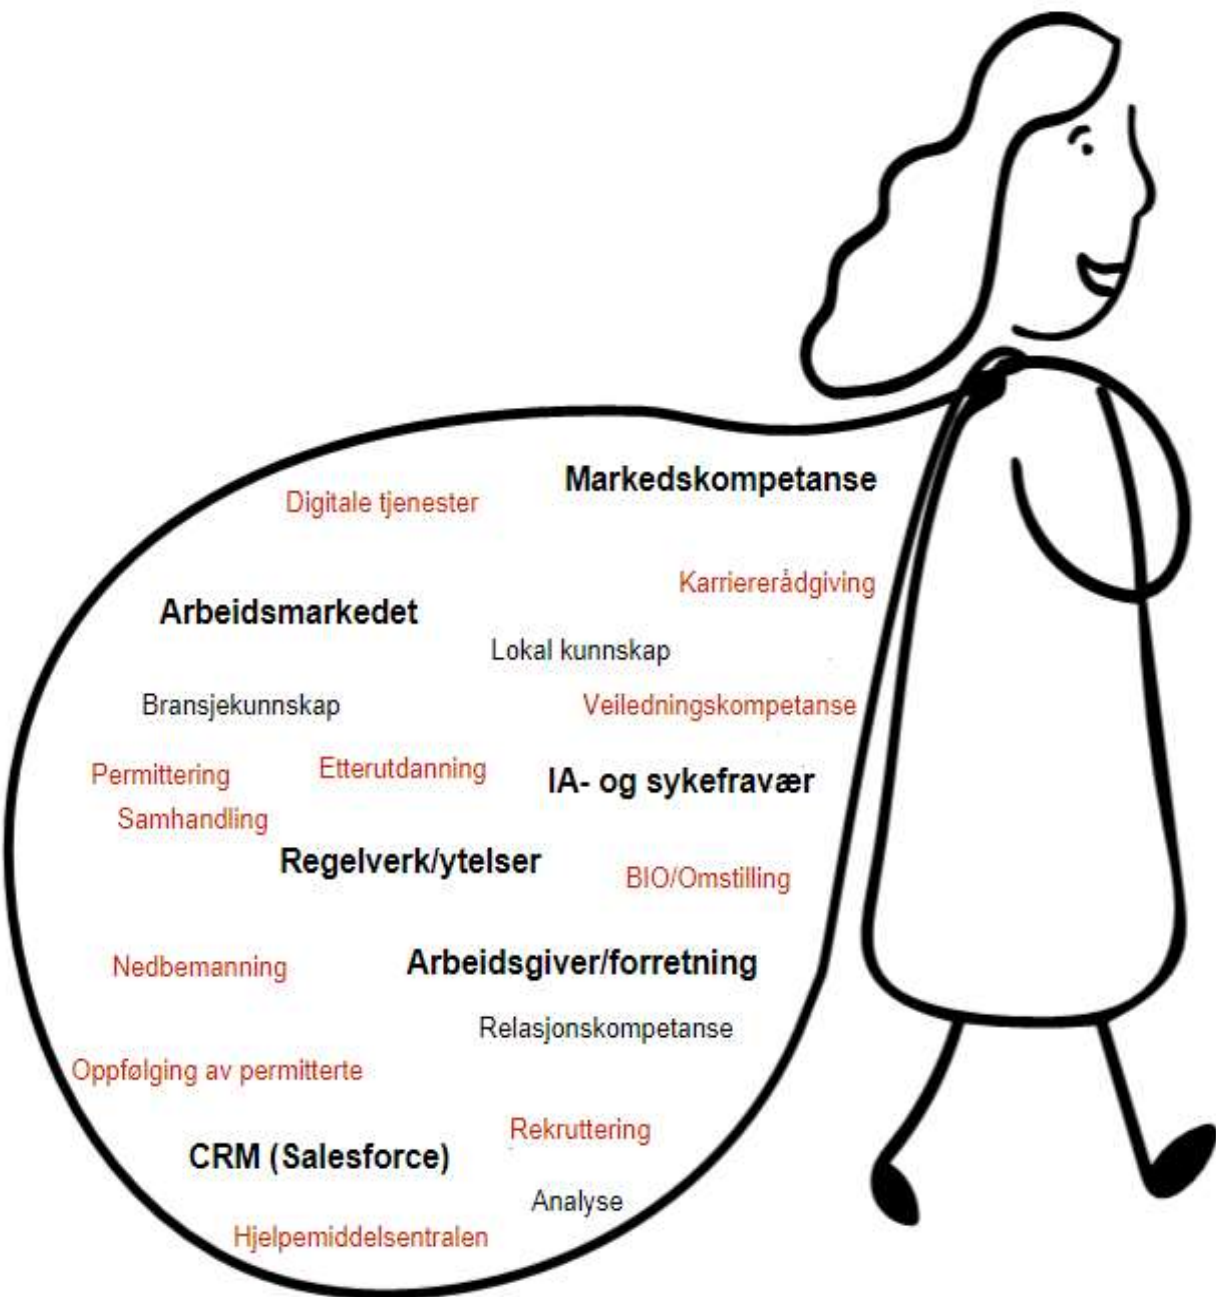 Markedskompetanse
Digitale tjenester
Karriererådgiving
Arbeidsmarkedet
Lokal kunnskap
Bransjekunnskap
Veiledningskompetanse
Permittering
Etterutdanning
IA- og sykefravær
Samhandling
Regelverk/ytelser
BIO/Omstilling
Nedbemanning
Arbeidsgiver/forretning
Relasjonskompetanse
Oppfølging av permitterte
Rekruttering
CRM (Salesforce)
Analyse
Hjelpemiddelsentralen